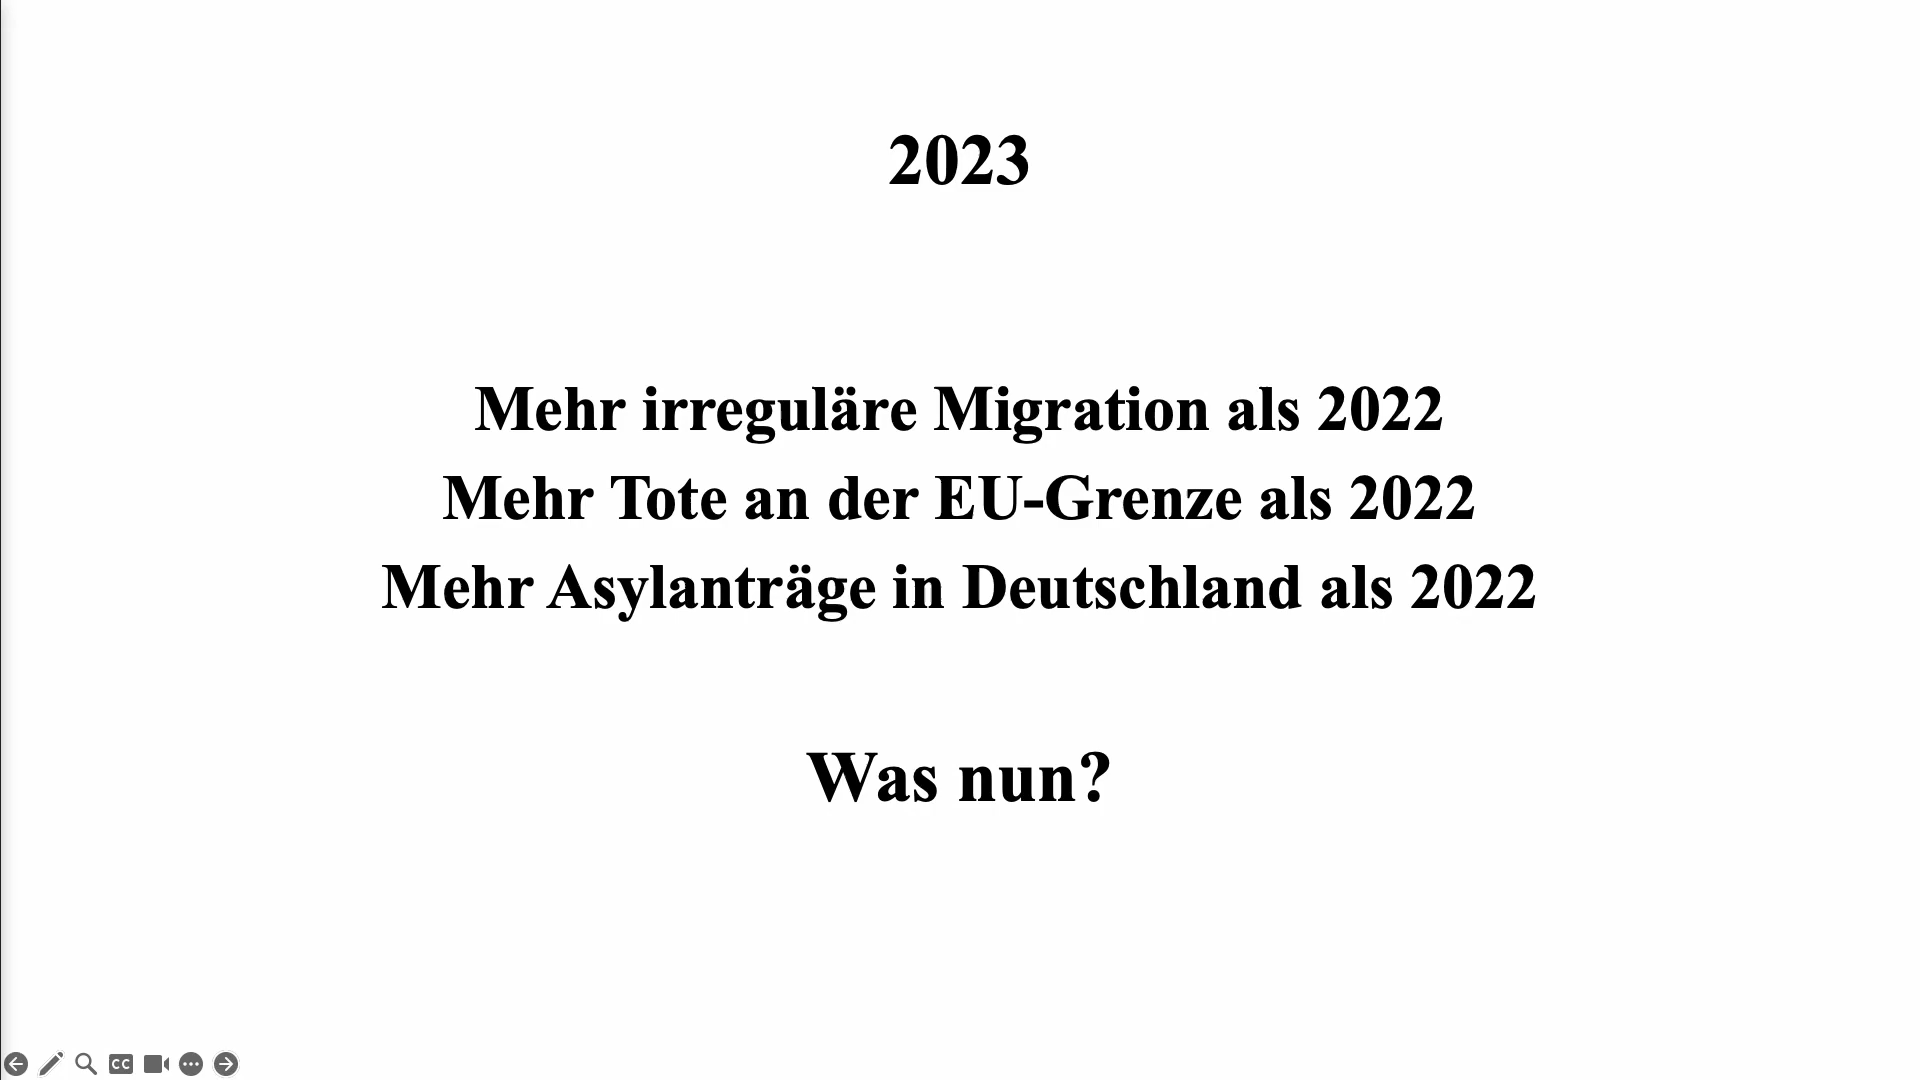 2023
Mehr irreguläre Migration als 2022
Mehr Tote an der EU-Grenze als 2022
Mehr Asylanträge in Deutschland als 2022
Was nun?
CC